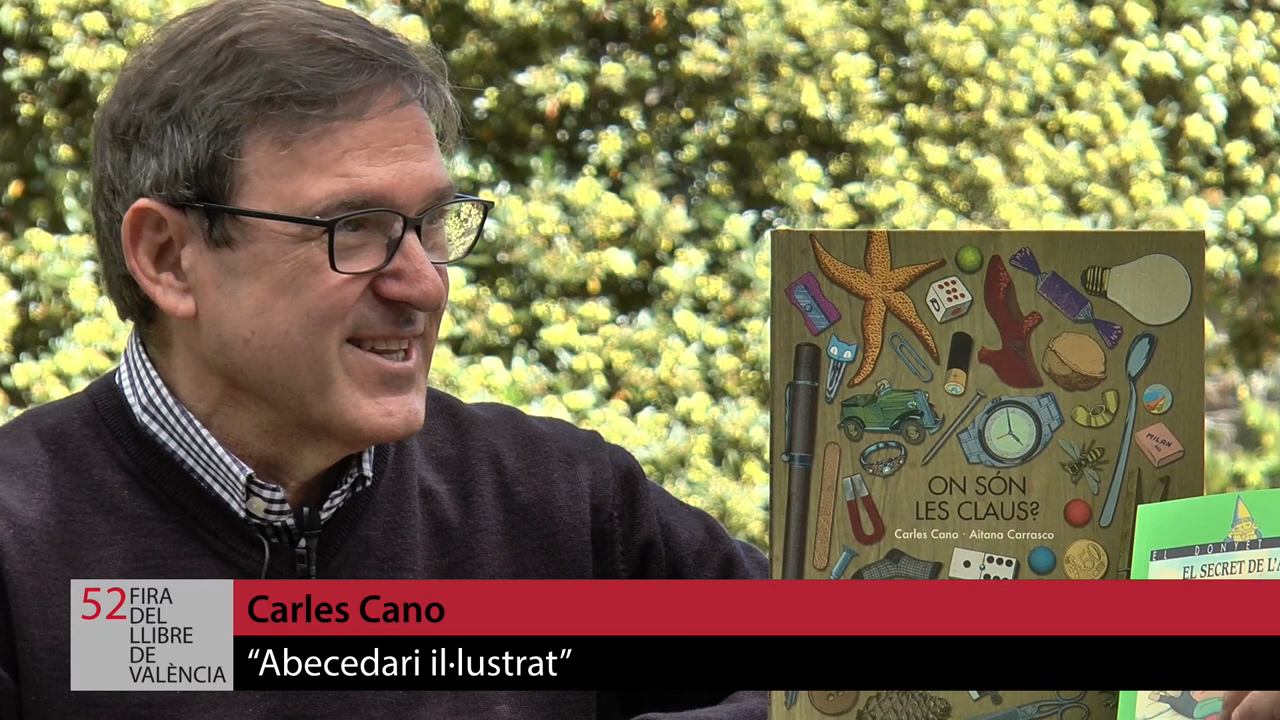 MILAN
ON SÓN
LES CLAUS?
Carles Cano · Aitana Carrasco
EL DONYET
EL SECRET DE L'A
52 FIRA
DEL
LLIBRE
DE
VALÈNCIA
Carles Cano
“Abecedari il·lustrat”